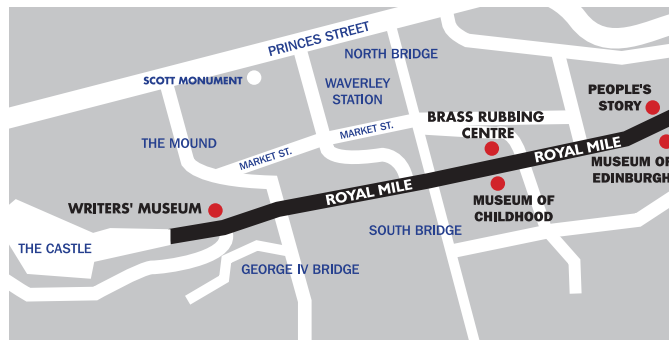 PRINCES STREET
NORTH BRIDGE
SCOTT MONUMENT
WAVERLEY
STATION
PEOPLE'S
STORY
BRASS RUBBING
CENTRE
MARKET ST.
THE MOUND
MARKET ST.
ROYAL MILE
MUSEUM OF
EDINBURGH
ROYAL MILE
MUSEUM OF
CHILDHOOD
WRITERS' MUSEUM
SOUTH BRIDGE
THE CASTLE
GEORGE IV BRIDGE